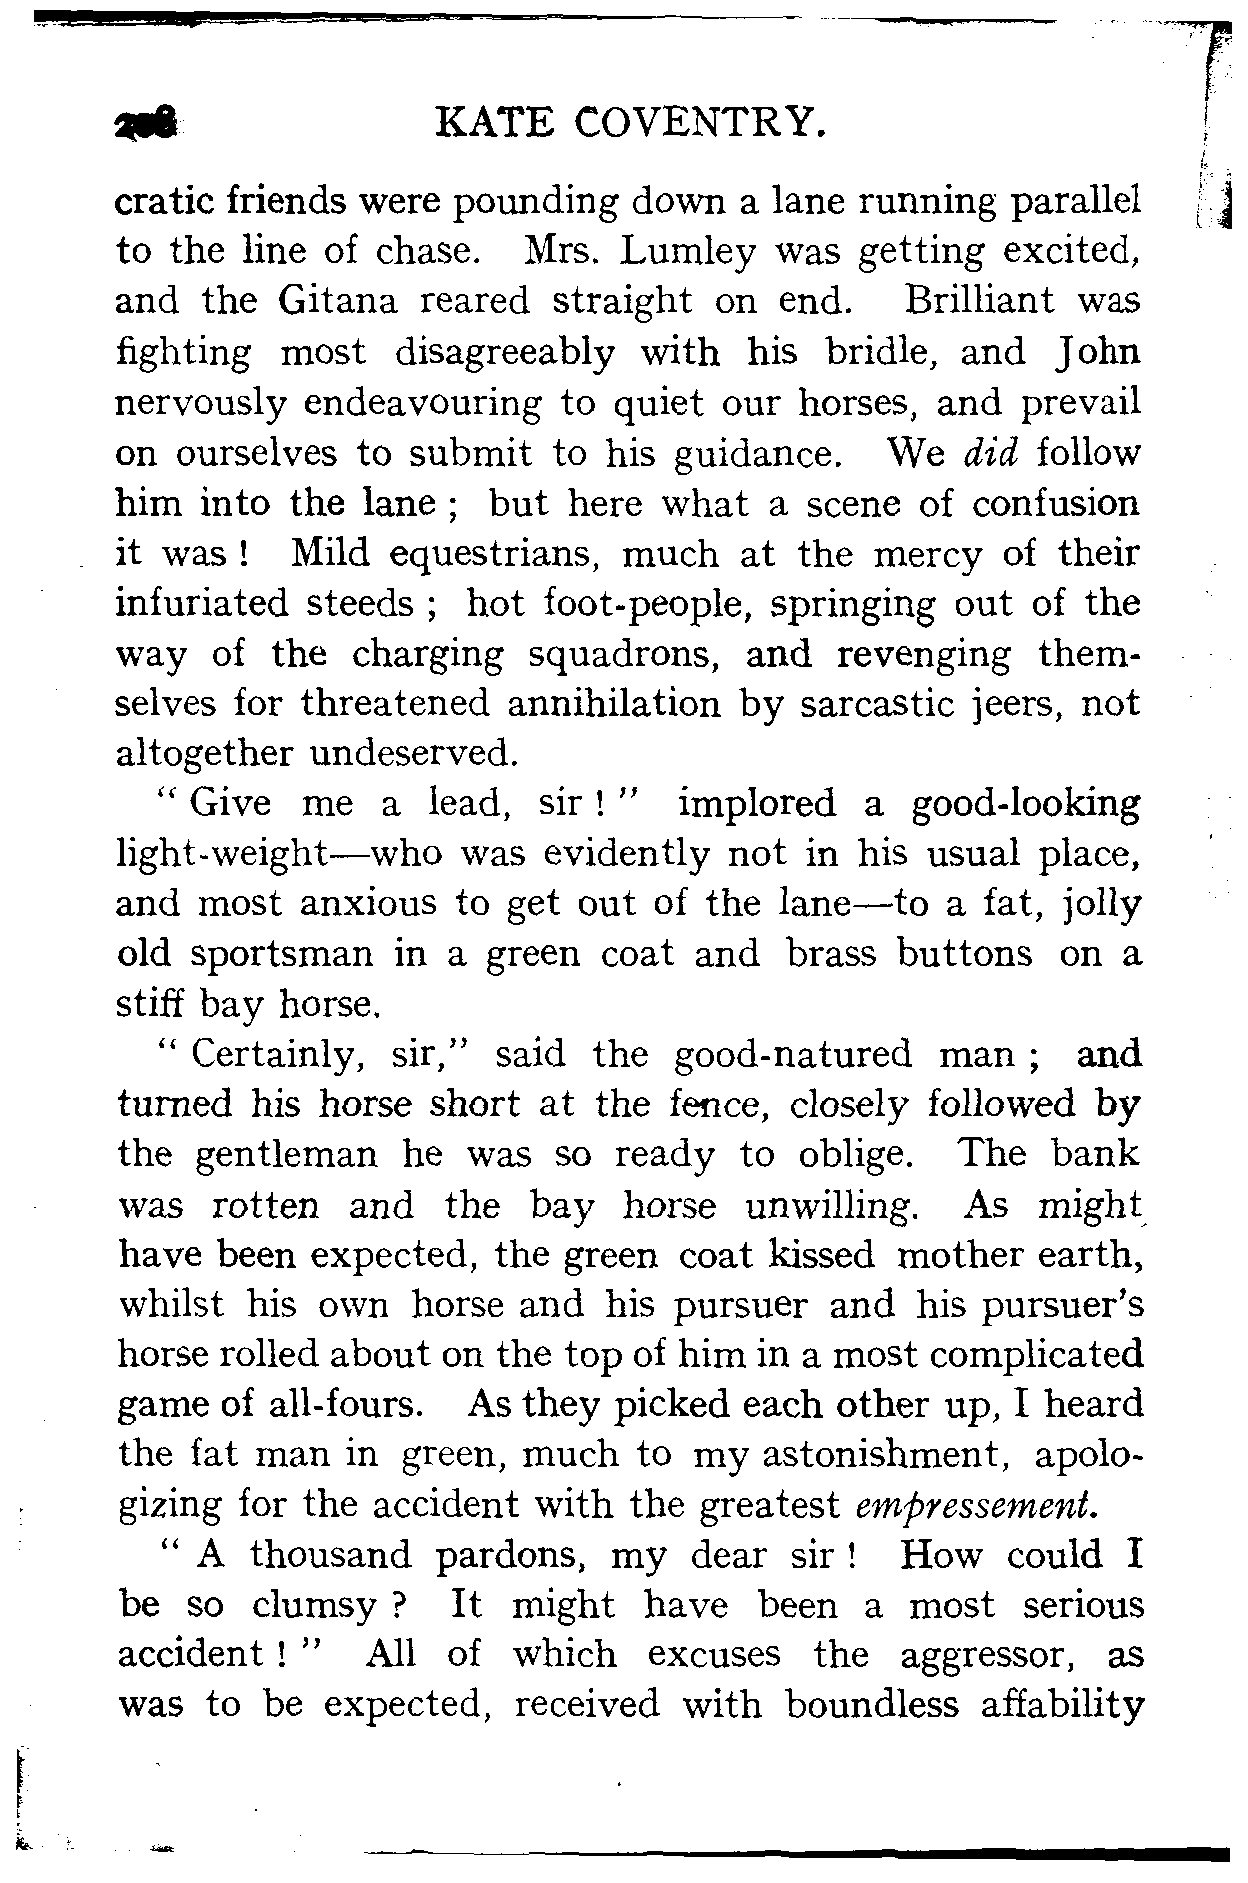 KATE COVENTRY.
cratic friends were pounding down a lane running parallel
to the line of chase. Mrs. Lumley was getting excited,
and the Gitana reared straight on end. Brilliant was
fighting most disagreeably with his bridle, and John
nervously endeavouring to quiet our horses, and prevail
on ourselves to submit to his guidance. We did follow
him into the lane ; but here what a scene of confusion
it was ! Mild equestrians, much at the mercy of their
infuriated steeds ; hot foot-people, springing out of the
way of the charging squadrons, and revenging them-
selves for threatened annihilation by sarcastic jeers, not
altogether undeserved.
“ Give me a lead, sir ! ” implored a good-looking
light-weight—who was evidently not in his usual place,
and most anxious to get out of the lane—to a fat, jolly
old sportsman in a green coat and brass buttons on a
stiff bay horse.
“ Certainly, sir,” said the good-natured man ; and
turned his horse short at the fence, closely followed by
the gentleman he was so ready to oblige. The bank
was rotten and the bay horse unwilling. As might
have been expected, the green coat kissed mother earth,
whilst his own horse and his pursuer and his pursuer’s
horse rolled about on the top of him in a most complicated
game of all-fours. As they picked each other up, I heard
the fat man in green, much to my astonishment, apolo-
gizing for the accident with the greatest empressement.
“ A thousand pardons, my dear sir ! How could I
be so clumsy ? It might have been a most serious
accident ! ” All of which excuses the aggressor, as
was to be expected, received with boundless affability